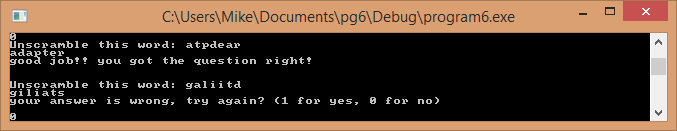 C:\Users\Mike\Documents\pg6\Debug\program6.exe
0
Unscramble this word: atpdear
adapter
good job!! you got the question right!
Unscramble this word: galiitd
giliats
your answer is wrong, try again? (1 for yes, 0 for no)
0